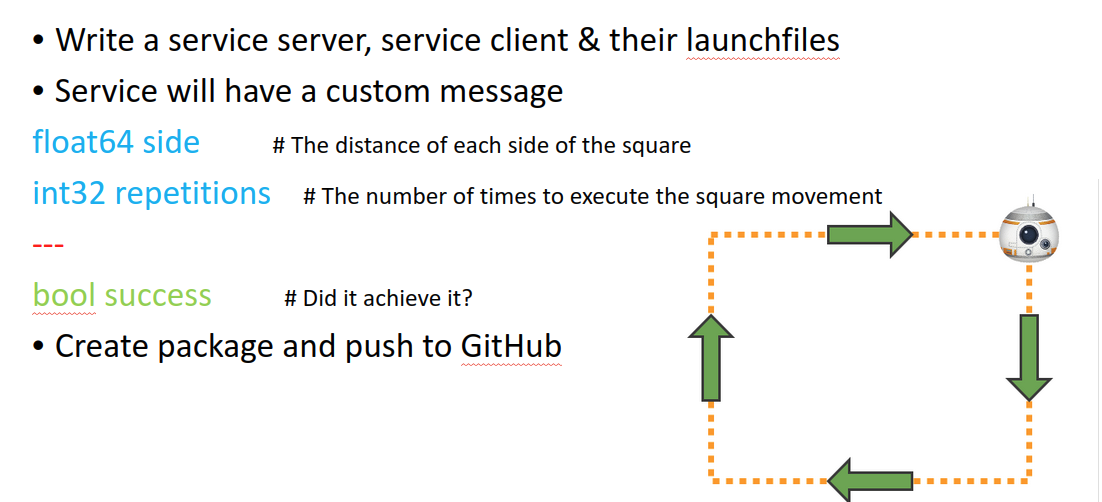 • Write a service server, service client & their launchfiles
• Service will have a custom message
float64 side # The distance of each side of the square
int32 repetitions # The number of times to execute the square movement
---
bool success # Did it achieve it?
• Create package and push to GitHub